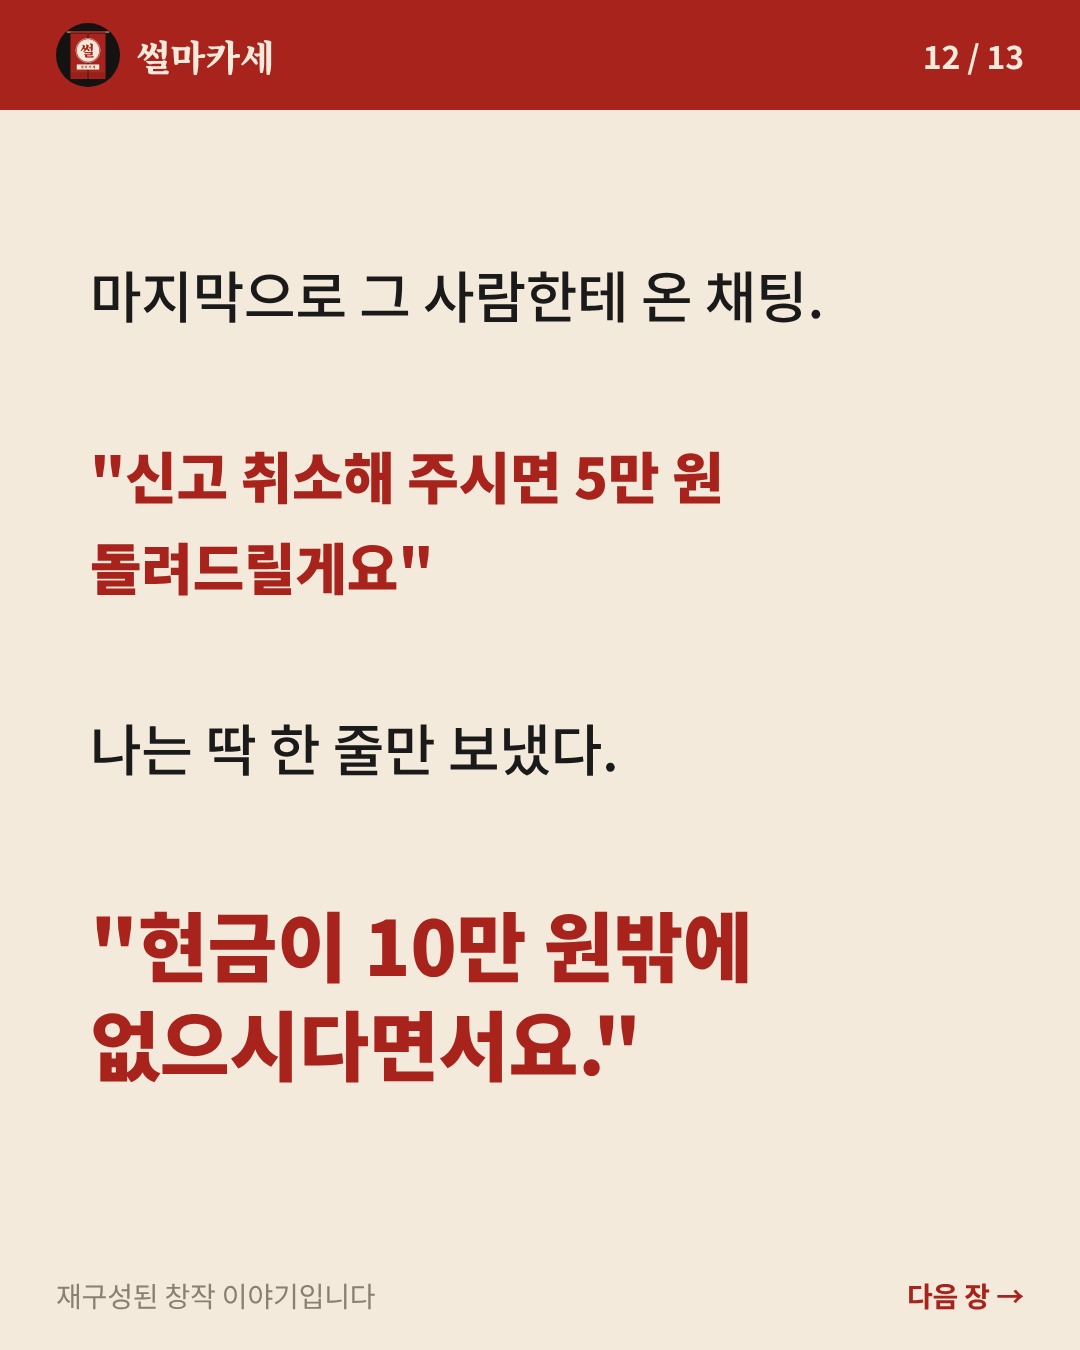 썰
썰마카세
12 / 13
마지막으로 그 사람한테 온 채팅.
"신고 취소해 주시면 5만 원
돌려드릴게요"
나는 딱 한 줄만 보냈다.
"현금이 10만 원밖에
없으시다면서요."
재구성된 창작 이야기입니다
다음 장 →